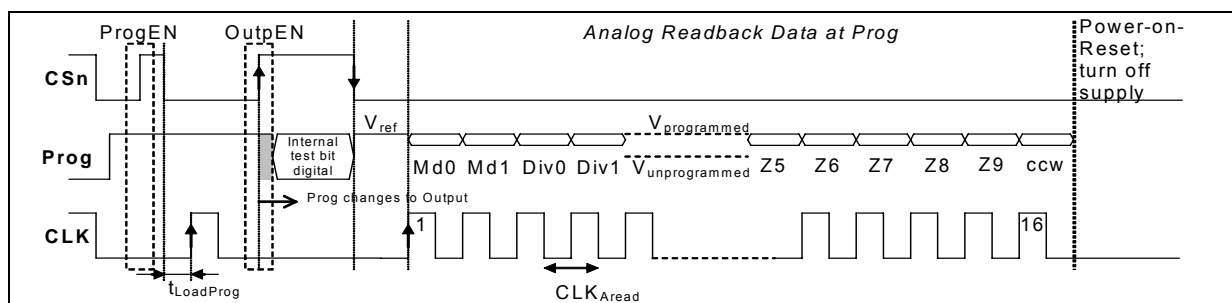 ProgEN
OutpEN
Analog Readback Data at Prog
Power-on-
Reset;
turn off
supply
CSn
Vref
Vprogrammed
Prog
Internal
test bit
digital
Md0 Md1 Div0 Div1 Vunprogrammed Z5 Z6 Z7 Z8 Z9 ccw
Prog changes to Output
CLK
1
16
tLoadProg
CLKAread